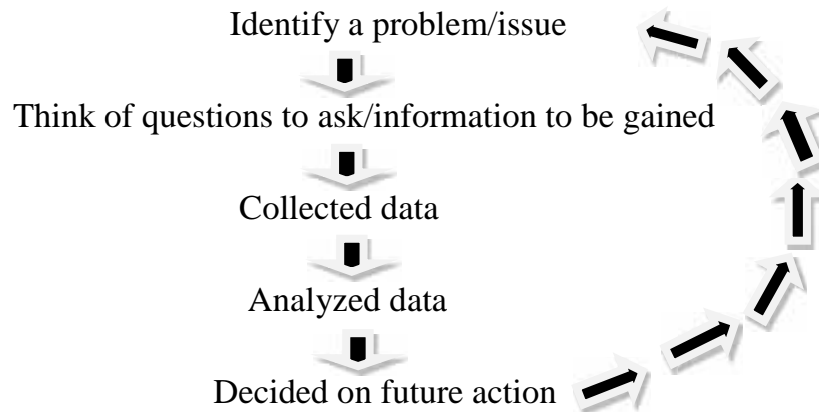 Identify a problem/issue
Think of questions to ask/information to be gained
Collected data
Analyzed data
Decided on future action